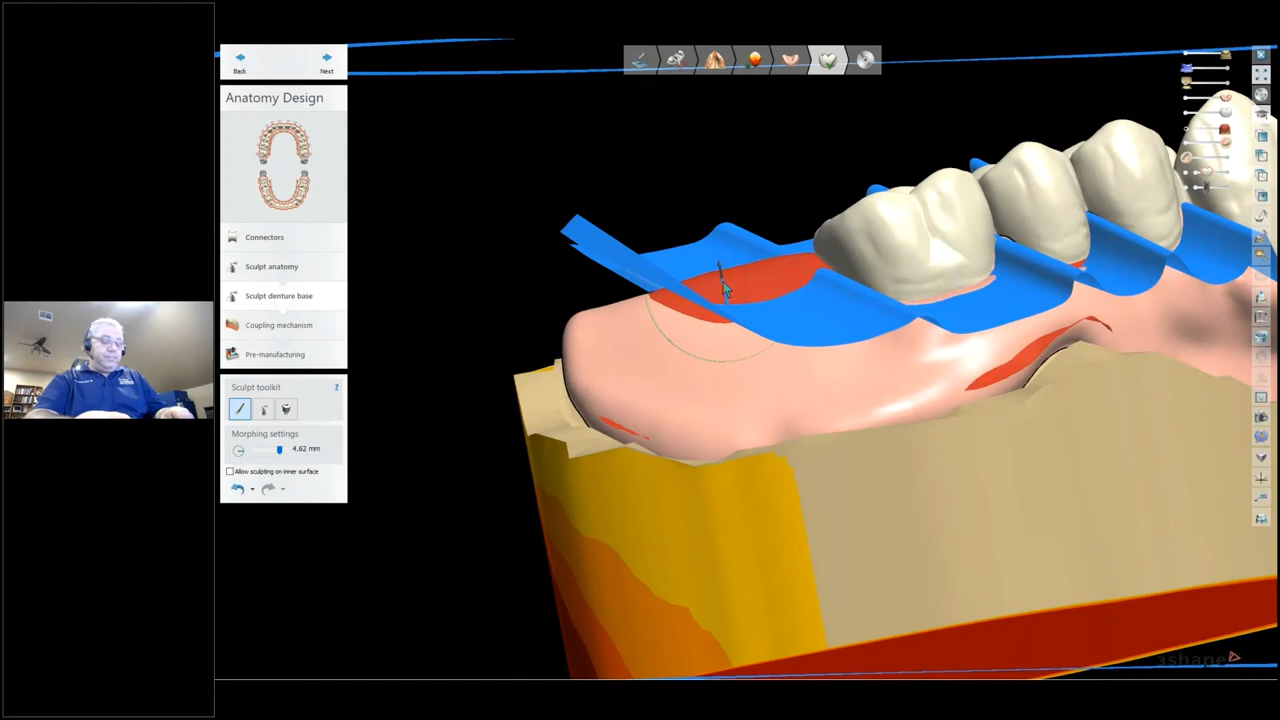 Back
Next
Anatomy Design
Connectors
Sculpt anatomy
Sculpt denture base
Coupling mechanism
Pre-manufacturing
Sculpt toolkit
?
Morphing settings
4.62 mm
Allow sculpting on inner surface
3shape